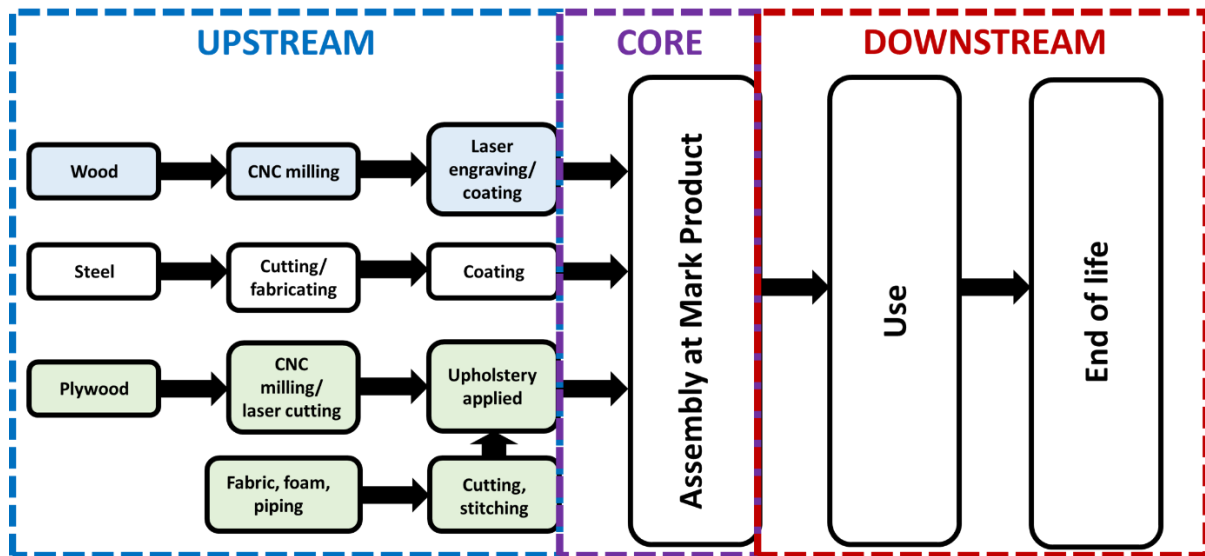 UPSTREAM
CORE
DOWNSTREAM
Wood
CNC milling
Laser
engraving/
coating
Steel
Cutting/
fabricating
Coating
Plywood
CNC
milling/
laser cutting
Upholstery
applied
Fabric, foam,
piping
Cutting,
stitching
Assembly at Mark Product
Use
End of life